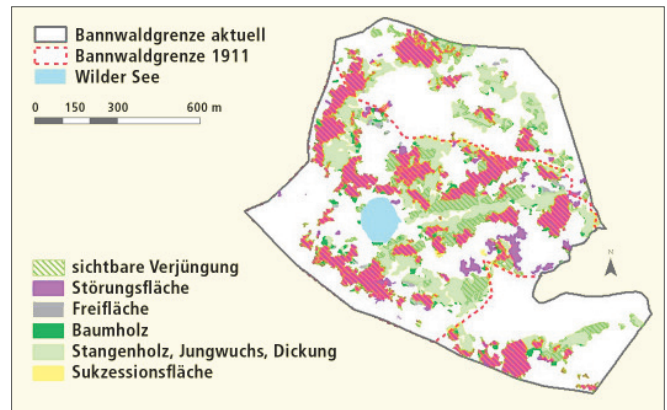 Bannwaldgrenze aktuell
Bannwaldgrenze 1911
Wilder See
0 150 300 600 m
N
sichtbare Verjüngung
Störungsfläche
Freifläche
Baumholz
Stangenholz, Jungwuchs, Dickung
Sukzessionsfläche